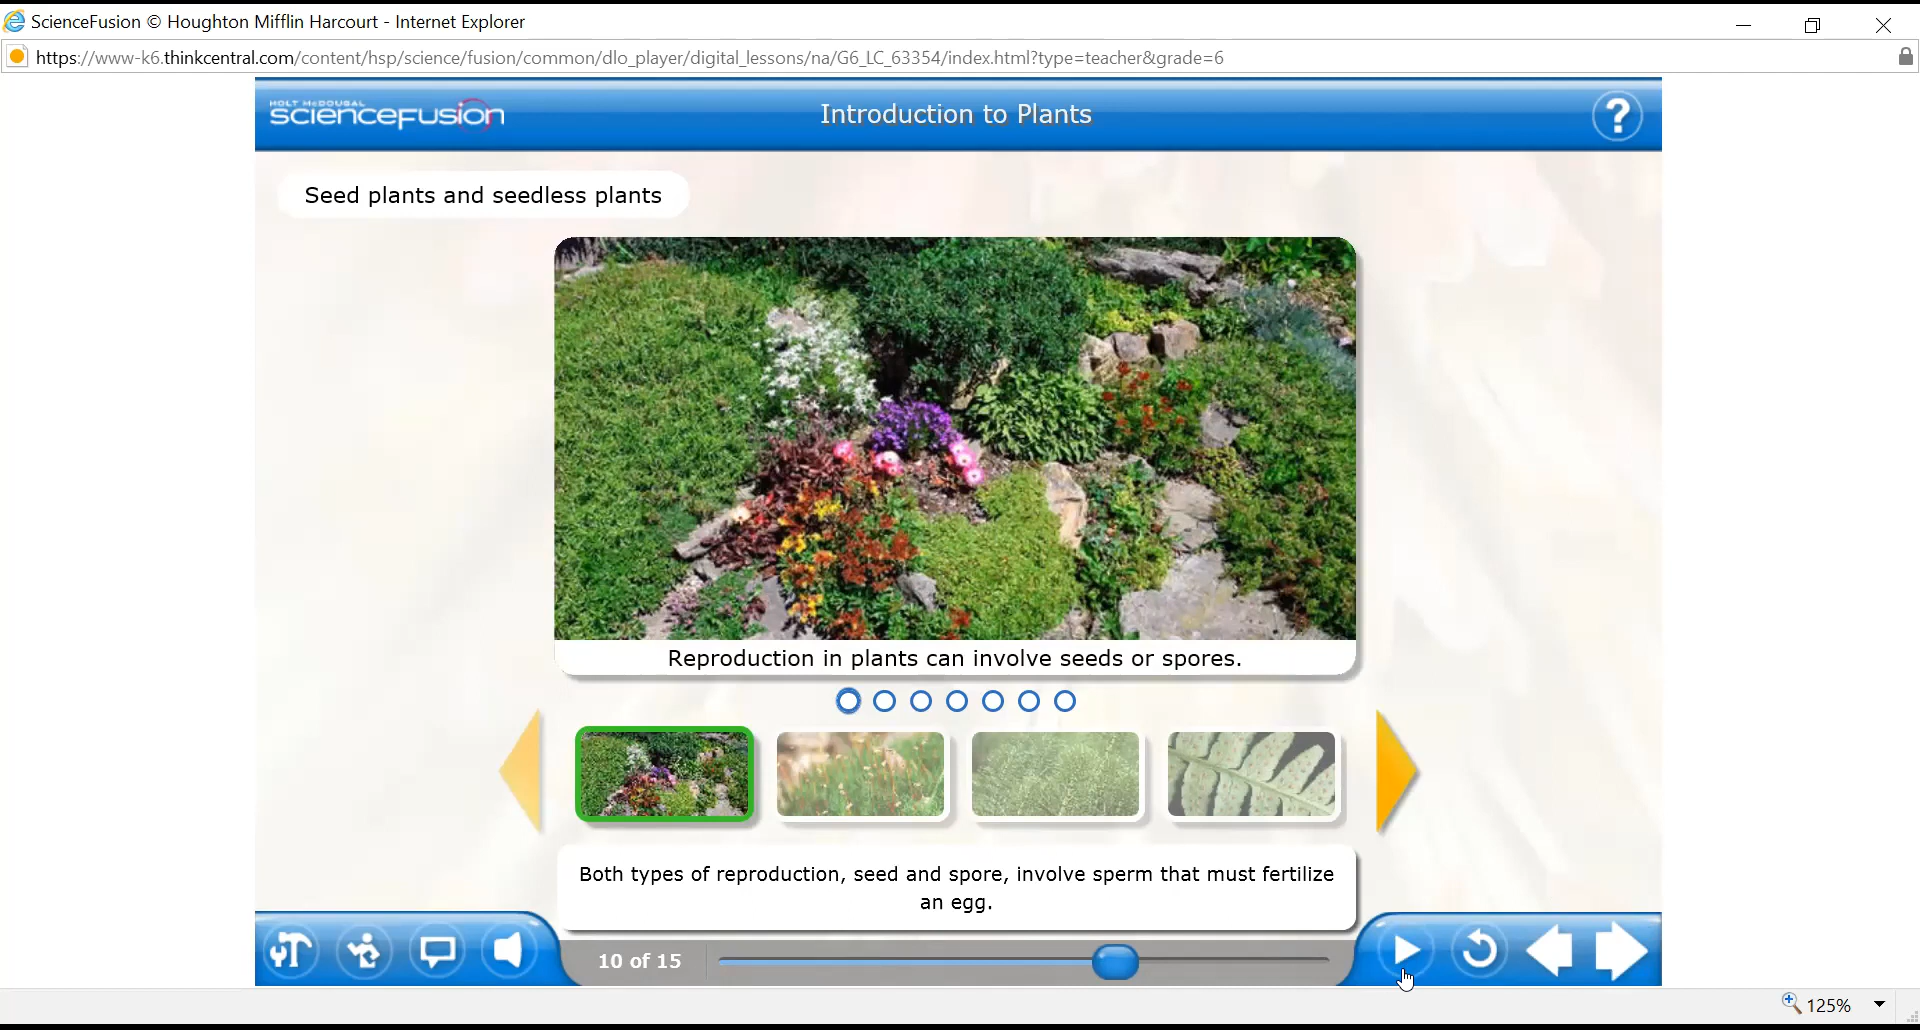 ScienceFusion © Houghton Mifflin Harcourt - Internet Explorer
https://www-k6.thinkcentral.com/content/hsp/science/fusion/common/dlo_player/digital_lessons/na/G6_LC_63354/index.html?type=teacher&grade=6
HOLT McDOUGAL
scienceFusion
Introduction to Plants
?
Seed plants and seedless plants
Reproduction in plants can involve seeds or spores.
Both types of reproduction, seed and spore, involve sperm that must fertilize
an egg.
10 of 15
125%